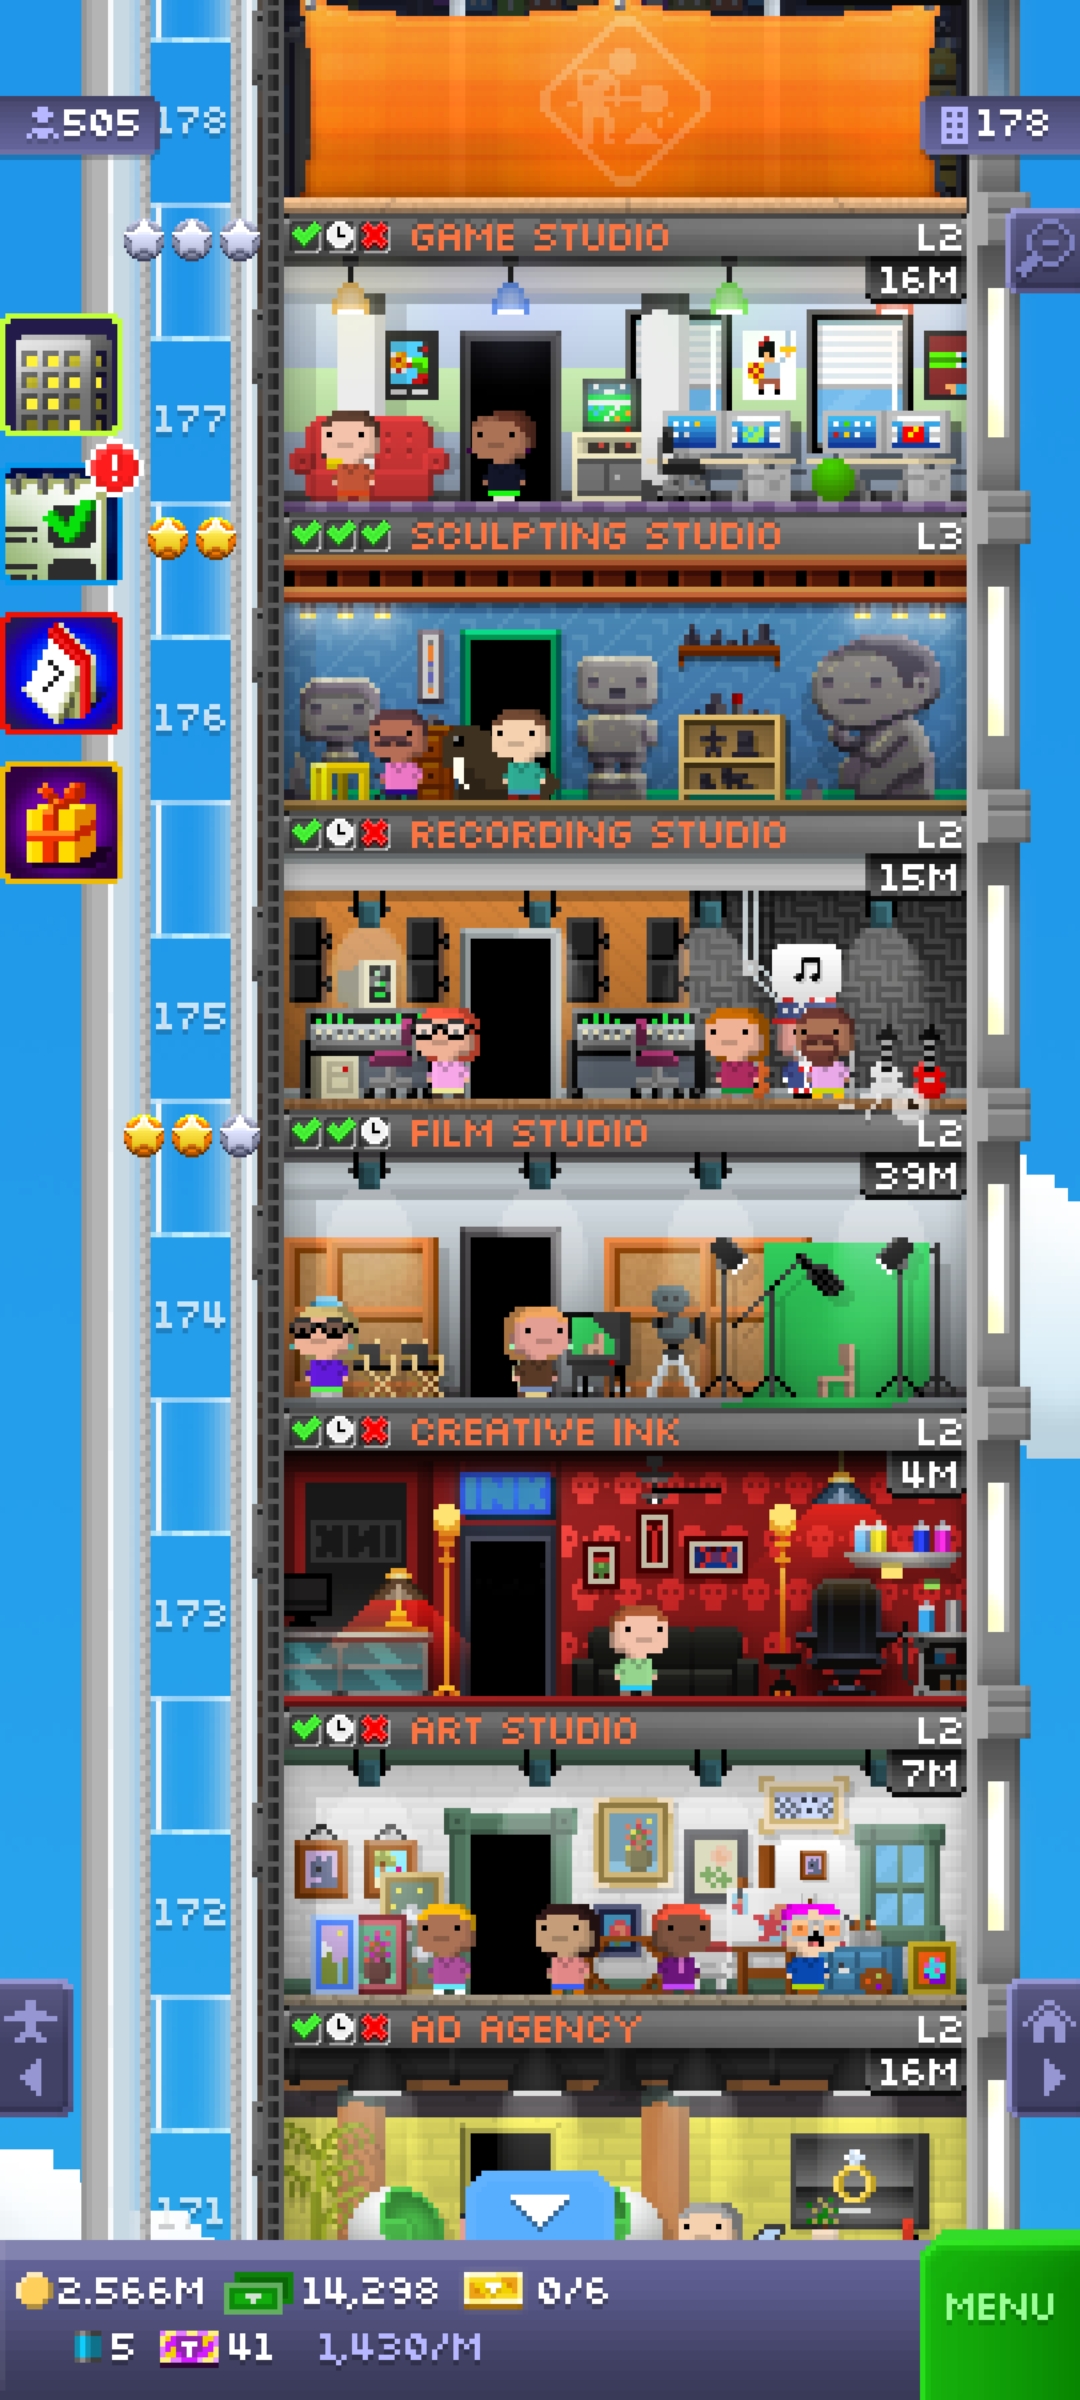 505
178
178
GAME STUDIO L2
16M
177
SCULPTING STUDIO L3
176
RECORDING STUDIO L2
15M
175
FILM STUDIO L2
39M
174
CREATIVE INK L2
4M
INK
173
ART STUDIO L2
7M
172
AD AGENCY L2
16M
171
2.566M 14,298 0/6
5 41 1,430/M
MENU